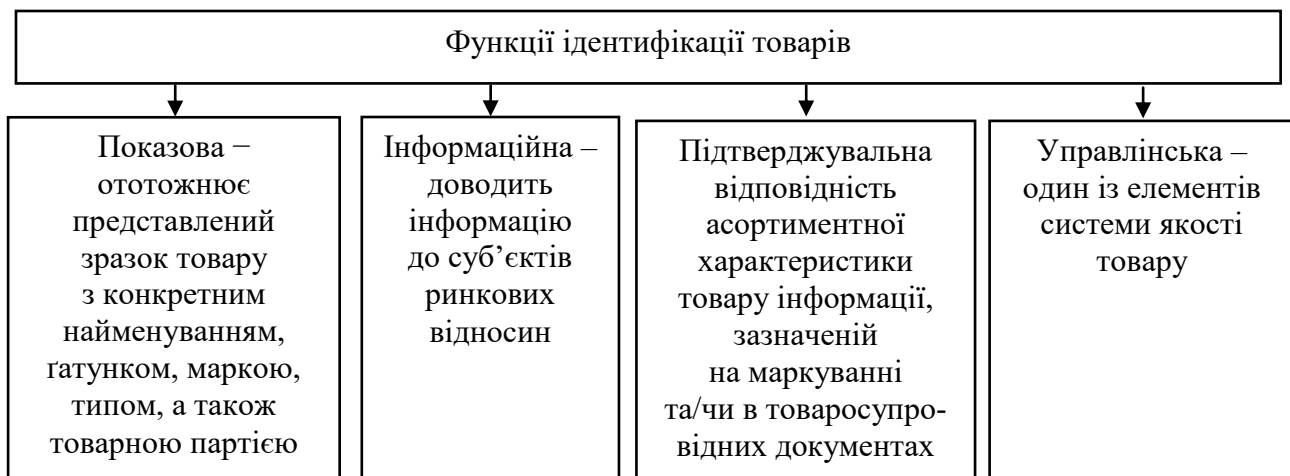 Функції ідентифікації товарів
Показова −
ототожнює
представлений
зразок товару
з конкретним
найменуванням,
ґатунком, маркою,
типом, а також
товарною партією
Інформаційна –
доводить
інформацію
до суб’єктів
ринкових
відносин
Підтверджувальна
відповідність
асортиментної
характеристики
товару інформації,
зазначеній
на маркуванні
та/чи в товаросупро-
відних документах
Управлінська –
один із елементів
системи якості
товару